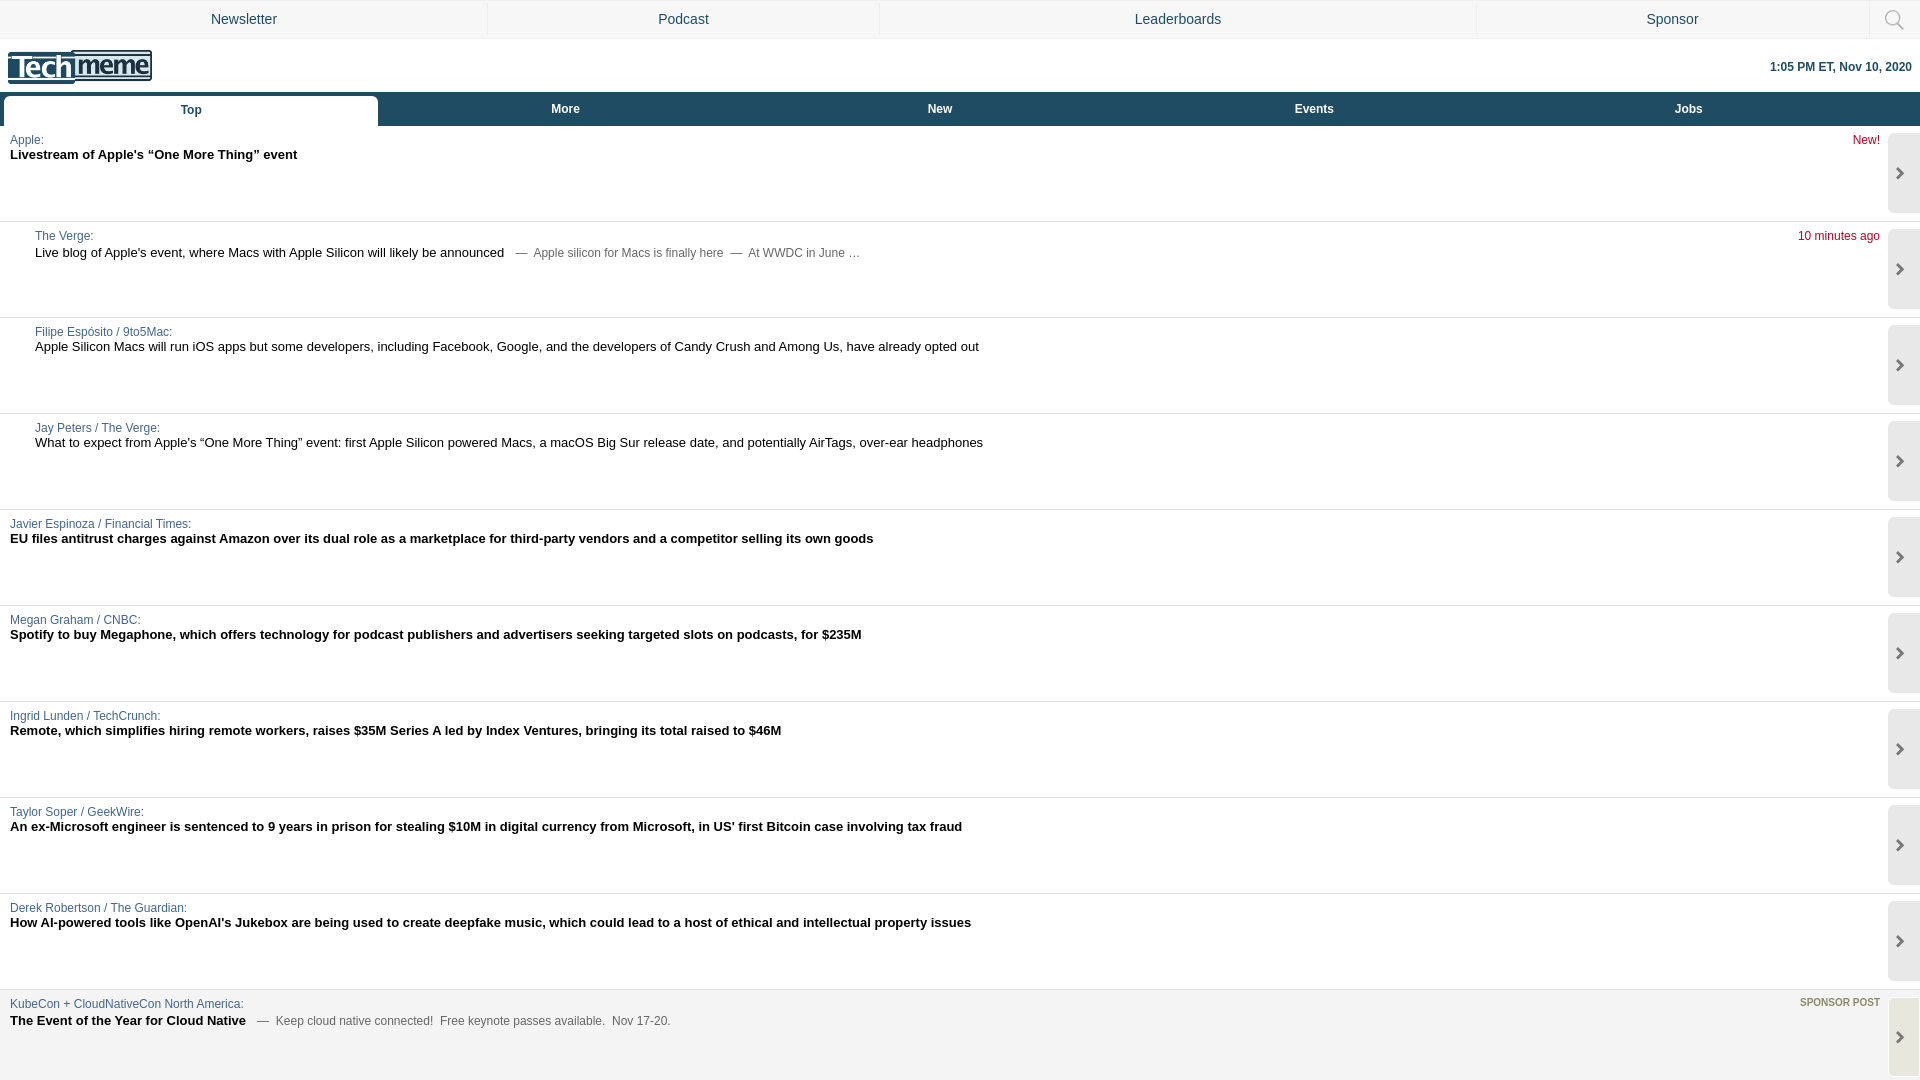 Newsletter
Podcast
Leaderboards
Sponsor
Techmeme
1:05 PM ET, Nov 10, 2020
Top
More
New
Events
Jobs
Apple:
New!
Livestream of Apple's “One More Thing” event
The Verge:
10 minutes ago
Live blog of Apple's event, where Macs with Apple Silicon will likely be announced — Apple silicon for Macs is finally here — At WWDC in June …
Filipe Espósito / 9to5Mac:
Apple Silicon Macs will run iOS apps but some developers, including Facebook, Google, and the developers of Candy Crush and Among Us, have already opted out
Jay Peters / The Verge:
What to expect from Apple's “One More Thing” event: first Apple Silicon powered Macs, a macOS Big Sur release date, and potentially AirTags, over-ear headphones
Javier Espinoza / Financial Times:
EU files antitrust charges against Amazon over its dual role as a marketplace for third-party vendors and a competitor selling its own goods
Megan Graham / CNBC:
Spotify to buy Megaphone, which offers technology for podcast publishers and advertisers seeking targeted slots on podcasts, for $235M
Ingrid Lunden / TechCrunch:
Remote, which simplifies hiring remote workers, raises $35M Series A led by Index Ventures, bringing its total raised to $46M
Taylor Soper / GeekWire:
An ex-Microsoft engineer is sentenced to 9 years in prison for stealing $10M in digital currency from Microsoft, in US' first Bitcoin case involving tax fraud
Derek Robertson / The Guardian:
How AI-powered tools like OpenAI's Jukebox are being used to create deepfake music, which could lead to a host of ethical and intellectual property issues
KubeCon + CloudNativeCon North America:
SPONSOR POST
The Event of the Year for Cloud Native — Keep cloud native connected! Free keynote passes available. Nov 17-20.